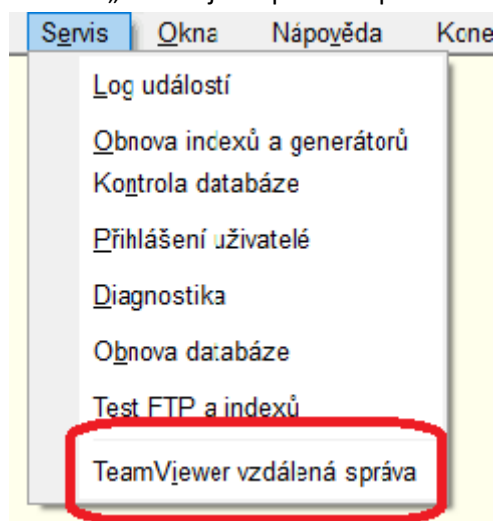 Servis Okna Nápověda
Log událostí
Obnova indexů a generátorů
Kontrola databáze
Přihlášení uživatelé
Diagnostika
Obnova databáze
Test FTP a indexů
TeamViewer vzdálená správa